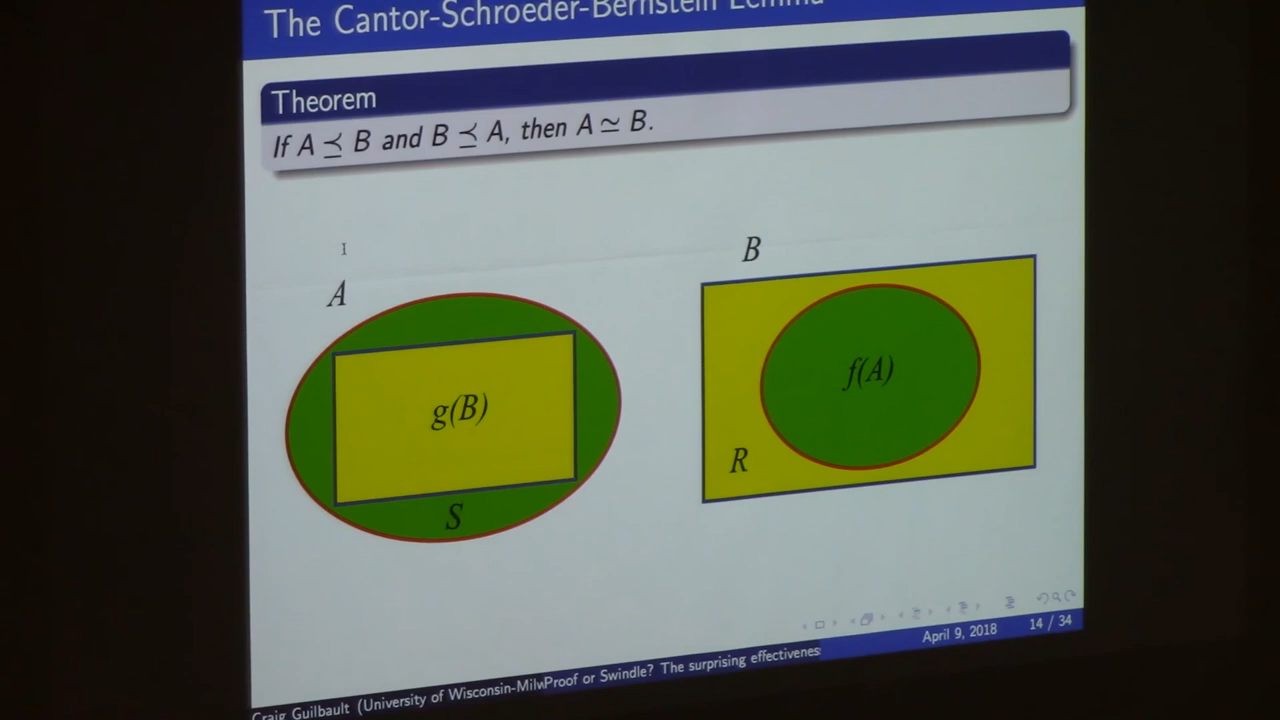 The Cantor-Schroeder-Bernstein Lemma
Theorem
If A ⪯ B and B ⪯ A, then A ≃ B.
B
A
f(A)
g(B)
R
S
April 9, 2018 14 / 34
Craig Guilbault (University of Wisconsin-Milw Proof or Swindle? The surprising effectiveness